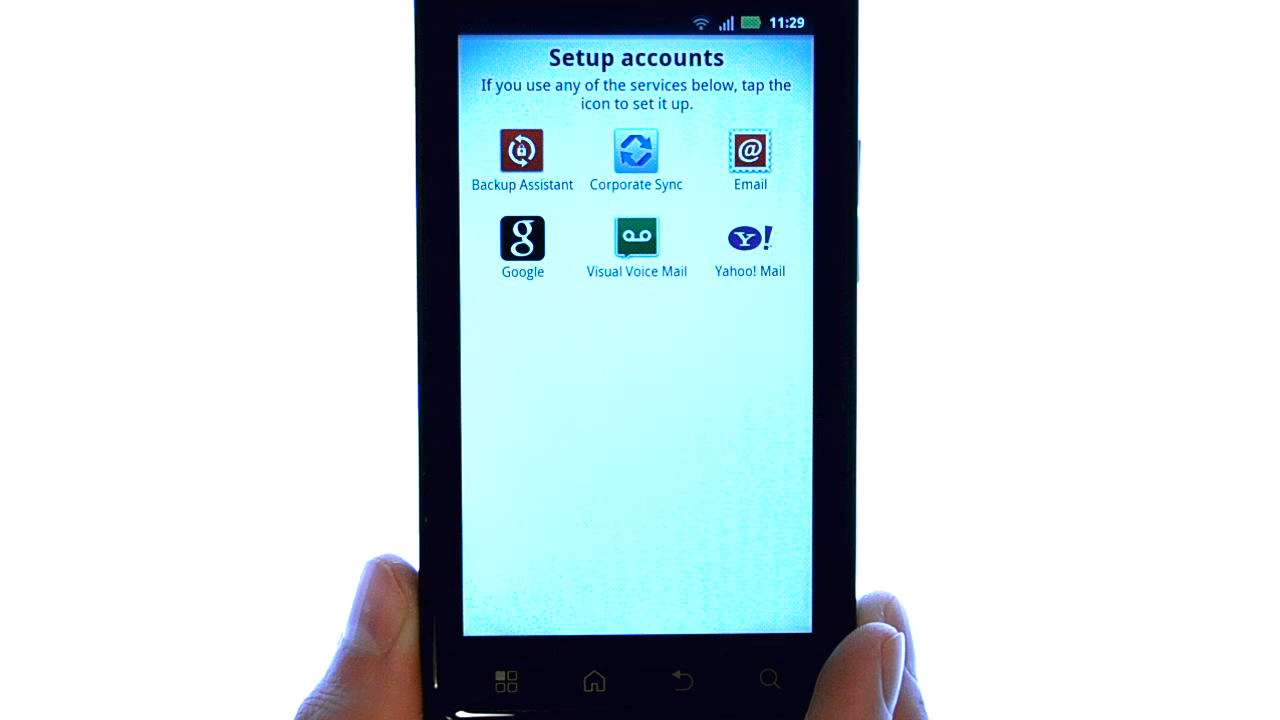 11:29
Setup accounts
If you use any of the services below, tap the
icon to set it up.
Backup Assistant Corporate Sync Email
Google Visual Voice Mail Yahoo! Mail